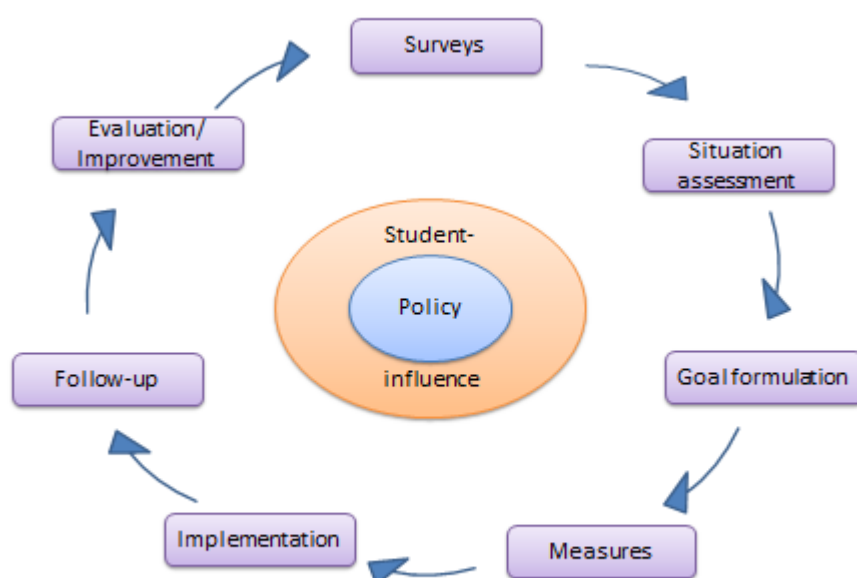 Surveys
Situation
assessment
Goal formulation
Measures
Implementation
Follow-up
Evaluation/
Improvement
Student-
Policy
influence